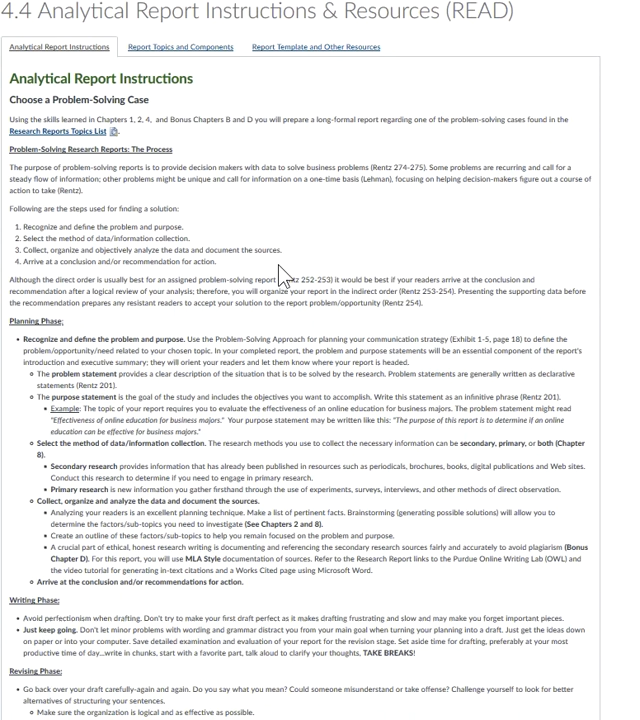 4.4 Analytical Report Instructions & Resources (READ)
Analytical Report Instructions Report Topics and Components Report Template and Other Resources
Analytical Report Instructions
Choose a Problem-Solving Case
Using the skills learned in Chapters 1, 2, 4, and Bonus Chapters B and D you will prepare a long-formal report regarding one of the problem-solving cases found in the
Research Reports Topics List.
Problem-Solving Research Reports: The Process
The purpose of problem-solving reports is to provide decision makers with data to solve business problems (Rentz 274-275). Some problems are recurring and call for a
steady flow of information; other problems might be unique and call for information on a one-time basis (Lehman), focusing on helping decision-makers figure out a course of
action to take (Rentz).
Following are the steps used for finding a solution:
1. Recognize and define the problem and purpose.
2. Select the method of data/information collection.
3. Collect, organize and objectively analyze the data and document the sources.
4. Arrive at a conclusion and/or recommendation for action.
Although the direct order is usually best for an assigned problem-solving report tz 252-253) it would be best if your readers arrive at the conclusion and
recommendation after a logical review of your analysis; therefore, you will organize your report in the indirect order (Rentz 253-254). Presenting the supporting data before
the recommendation prepares any resistant readers to accept your solution to the report problem/opportunity (Rentz 254).
Planning Phase:
• Recognize and define the problem and purpose. Use the Problem-Solving Approach for planning your communication strategy (Exhibit 1-5, page 18) to define the
problem/opportunity/need related to your chosen topic. In your completed report, the problem and purpose statements will be an essential component of the report's
introduction and executive summary; they will orient your readers and let them know where your report is headed.
The problem statement provides a clear description of the situation that is to be solved by the research. Problem statements are generally written as declarative
statements (Rentz 201).
The purpose statement is the goal of the study and includes the objectives you want to accomplish. Write this statement as an infinitive phrase (Rentz 201).
Example: The topic of your report requires you to evaluate the effectiveness of an online education for business majors. The problem statement might read
"Effectiveness of online education for business majors." Your purpose statement may be written like this: "The purpose of this report is to determine if an online
education can be effective for business majors."
Select the method of data/information collection. The research methods you use to collect the necessary information can be secondary, primary, or both (Chapter
8).
Secondary research provides information that has already been published in resources such as periodicals, brochures, books, digital publications and Web sites.
Conduct this research to determine if you need to engage in primary research.
Primary research is new information you gather firsthand through the use of experiments, surveys, interviews, and other methods of direct observation.
Collect, organize and analyze the data and document the sources.
Analyzing your readers is an excellent planning technique. Make a list of pertinent facts. Brainstorming (generating possible solutions) will allow you to
determine the factors/sub-topics you need to investigate (See Chapters 2 and 8).
Create an outline of these factors/sub-topics to help you remain focused on the problem and purpose.
A crucial part of ethical, honest research writing is documenting and referencing the secondary research sources fairly and accurately to avoid plagiarism (Bonus
Chapter D). For this report, you will use MLA Style documentation of sources. Refer to the Research Report links to the Purdue Online Writing Lab (OWL) and
the video tutorial for generating in-text citations and a Works Cited page using Microsoft Word.
Arrive at the conclusion and/or recommendations for action.
Writing Phase:
• Avoid perfectionism when drafting. Don't try to make your first draft perfect as it makes drafting frustrating and slow and may make you forget important pieces.
• Just keep going. Don't let minor problems with wording and grammar distract you from your main goal when turning your planning into a draft. Just get the ideas down
on paper or into your computer. Save detailed examination and evaluation of your report for the revision stage. Set aside time for drafting, preferably at your most
productive time of day...write in chunks, start with a favorite part, talk aloud to clarify your thoughts, TAKE BREAKS!
Revising Phase:
• Go back over your draft carefully-again and again. Do you say what you mean? Could someone misunderstand or take offense? Challenge yourself to look for better
alternatives of structuring your sentences.
Make sure the organization is logical and as effective as possible.